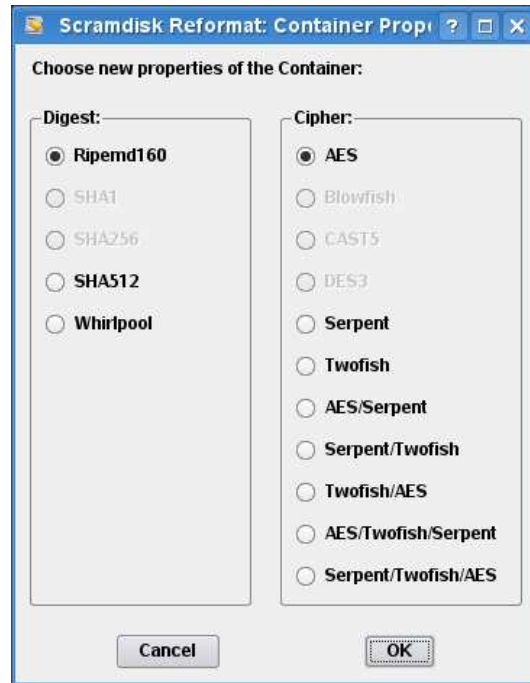 Scramdisk Reformat: Container Prope
Choose new properties of the Container:
Digest:
Ripemd160
SHA1
SHA256
SHA512
Whirlpool
Cipher:
AES
Blowfish
CAST5
DES3
Serpent
Twofish
AES/Serpent
Serpent/Twofish
Twofish/AES
AES/Twofish/Serpent
Serpent/Twofish/AES
Cancel
OK